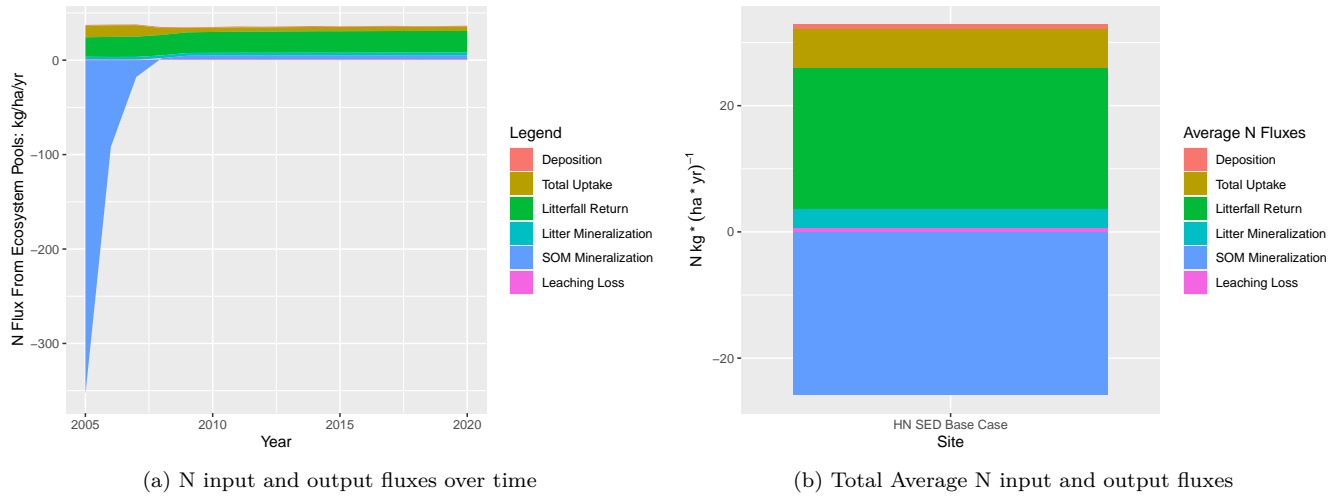 N Flux From Ecosystem Pools: kg/ha/yr
0
−100
−200
−300
2005
2010
2015
2020
Year
Legend
Deposition
Total Uptake
Litterfall Return
Litter Mineralization
SOM Mineralization
Leaching Loss
(a) N input and output fluxes over time
N kg * (ha * yr)⁻¹
20
0
−20
HN SED Base Case
Site
Average N Fluxes
Deposition
Total Uptake
Litterfall Return
Litter Mineralization
SOM Mineralization
Leaching Loss
(b) Total Average N input and output fluxes